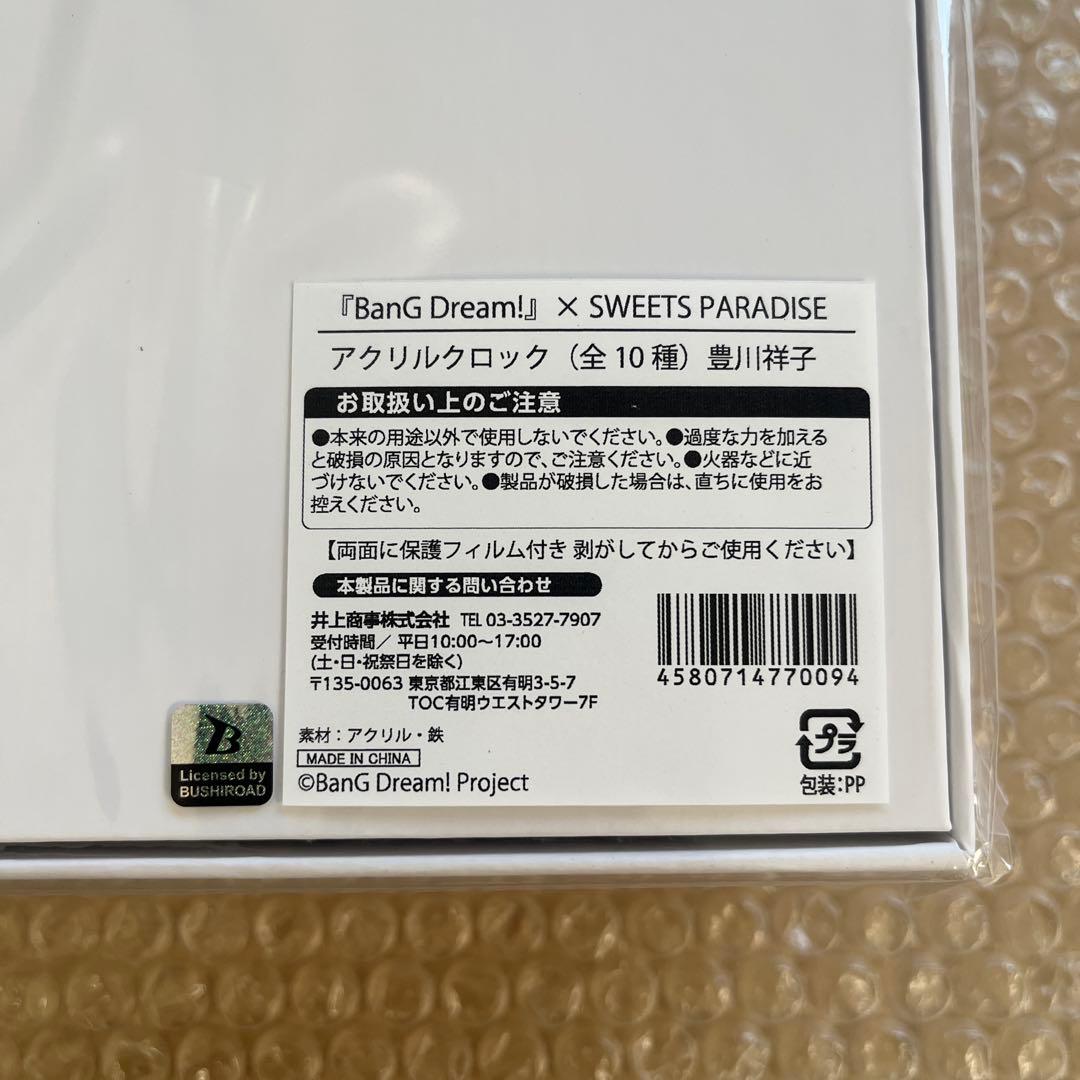 『BanG Dream!』× SWEETS PARADISE
アクリルクロック（全10種）豊川祥子
お取扱い上のご注意
●本来の用途以外で使用しないでください。●過度な力を加える
と破損の原因となりますので、ご注意ください。●火器などに近
づけないでください。●製品が破損した場合は、直ちに使用をお
控えください。
【両面に保護フィルム付き 剥がしてからご使用ください】
本製品に関する問い合わせ
井上商事株式会社 TEL 03-3527-7907
受付時間／ 平日10:00〜17:00
(土・日・祝祭日を除く)
〒135-0063 東京都江東区有明3-5-7
TOC有明ウエストタワー7F
4580714770094
素材：アクリル・鉄
MADE IN CHINA
©BanG Dream! Project
プラ
包装:PP
B
Licensed by
BUSHIROAD